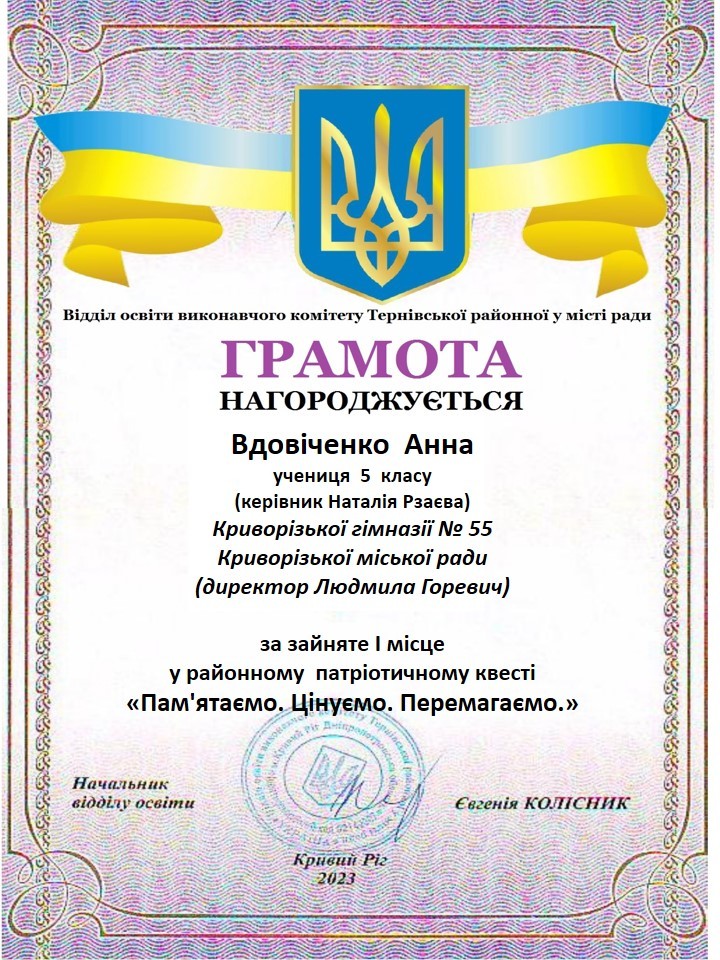 Відділ освіти виконавчого комітету Тернівської районної у місті ради
ГРАМОТА
НАГОРОДЖУЄТЬСЯ
Вдовіченко Анна
учениця 5 класу
(керівник Наталія Рзаєва)
Криворізької гімназії № 55
Криворізької міської ради
(директор Людмила Горевич)
за зайняте І місце
у районному патріотичному квесті
«Пам'ятаємо. Цінуємо. Перемагаємо.»
Начальник
відділу освіти
Євгенія КОЛІСНИК
Кривий Ріг
2023